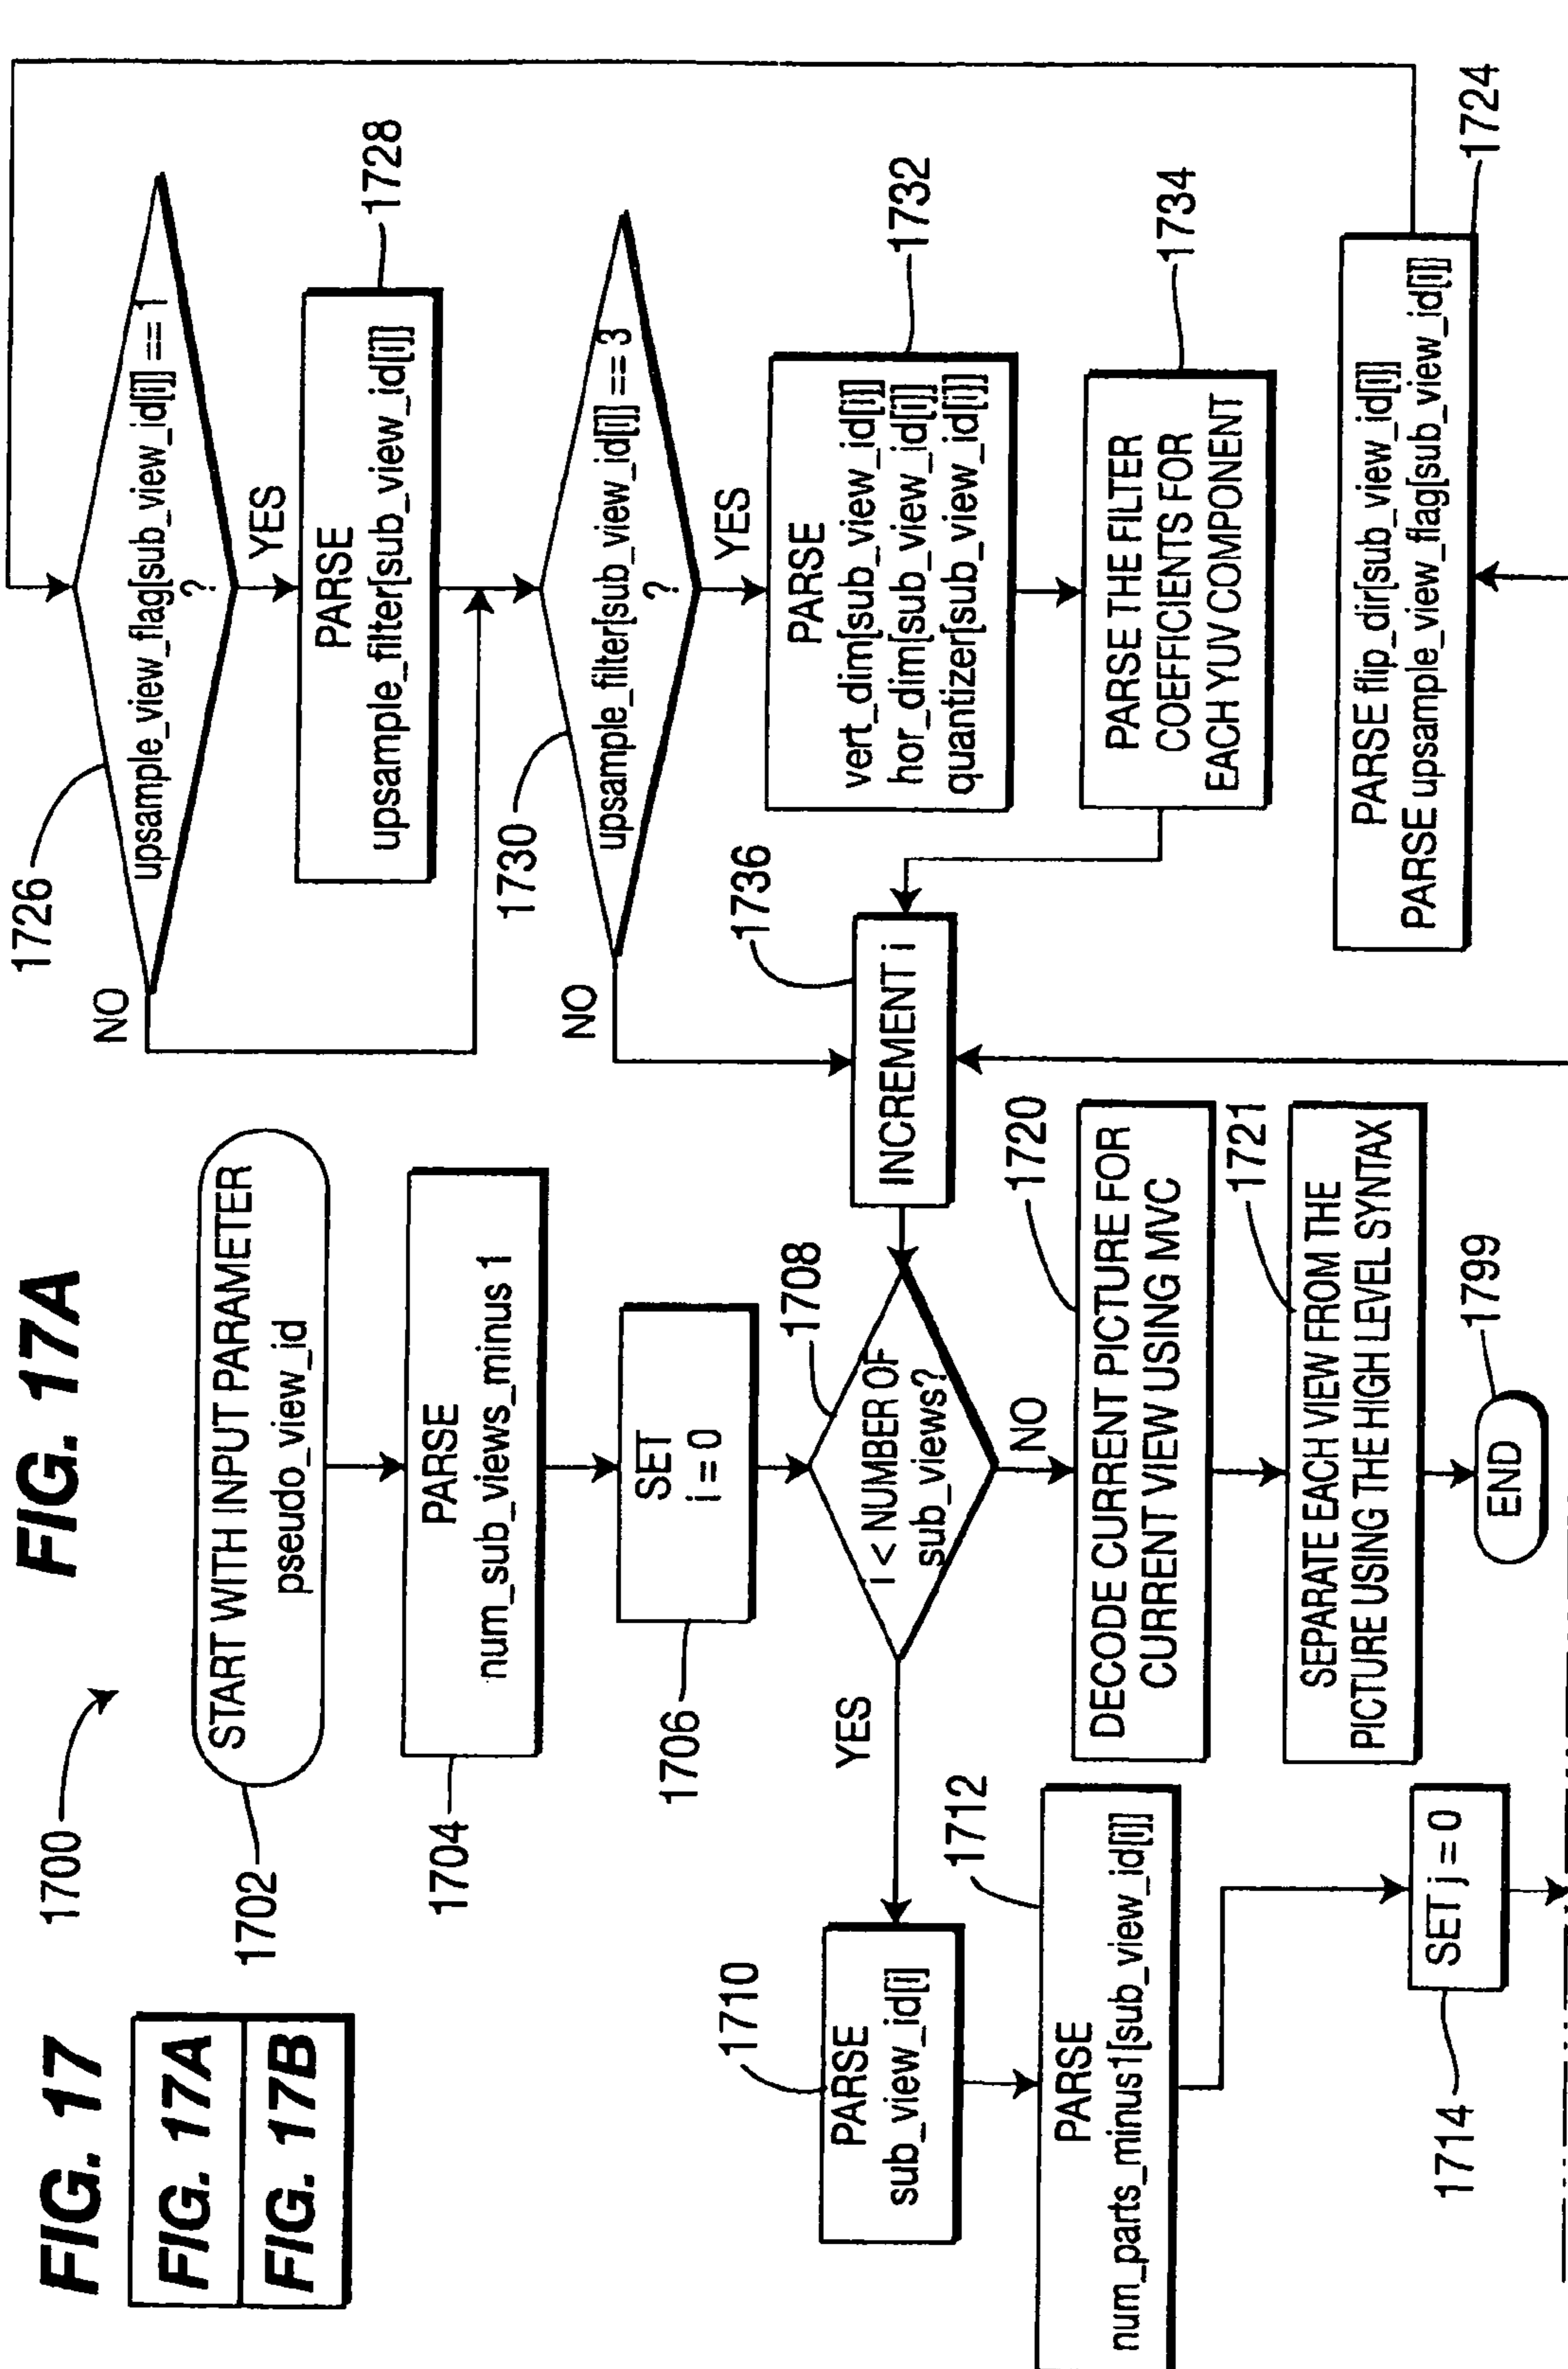 FIG. 17
FIG. 17A
FIG. 17B
FIG. 17A
1700
START WITH INPUT PARAMETER
pseudo_view_id
1702
PARSE
num_sub_views_minus 1
1704
SET
i = 0
1706
i < NUMBER OF
sub_views?
1708
YES
NO
PARSE
sub_view_id[i]
1710
PARSE
num_parts_minus1[sub_view_id[i]]
1712
SET j = 0
1714
DECODE CURRENT PICTURE FOR
CURRENT VIEW USING MVC
1720
SEPARATE EACH VIEW FROM THE
PICTURE USING THE HIGH LEVEL SYNTAX
1721
END
1799
upsample_view_flag[sub_view_id[i]] == 1
?
1726
NO
YES
PARSE
upsample_filter[sub_view_id[i]]
1728
upsample_filter[sub_view_id[i]] == 3
?
1730
NO
YES
PARSE
vert_dim[sub_view_id[i]]
hor_dim[sub_view_id[i]]
quantizer[sub_view_id[i]]
1732
PARSE THE FILTER
COEFFICIENTS FOR
EACH YUV COMPONENT
1734
INCREMENT i
1736
PARSE flip_dir[sub_view_id[i]]
PARSE upsample_view_flag[sub_view_id[i]]
1724